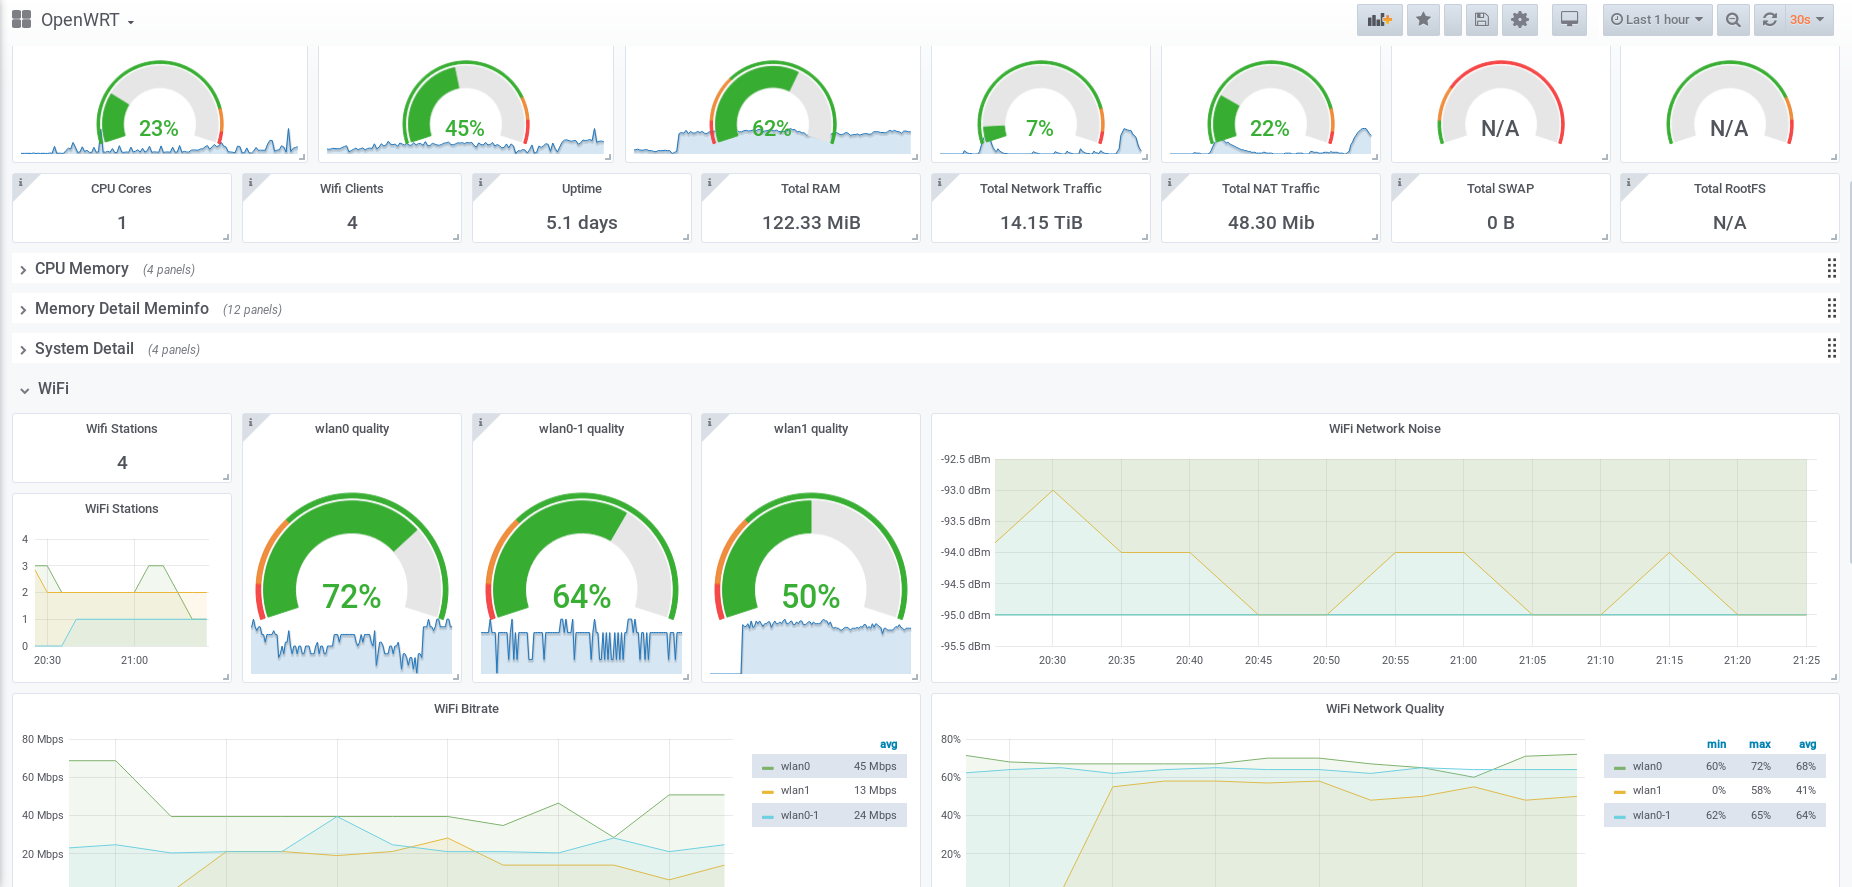 OpenWRT
Last 1 hour
30s
23%
45%
62%
7%
22%
N/A
N/A
CPU Cores
1
Wifi Clients
4
Uptime
5.1 days
Total RAM
122.33 MiB
Total Network Traffic
14.15 TiB
Total NAT Traffic
48.30 Mib
Total SWAP
0 B
Total RootFS
N/A
CPU Memory (4 panels)
Memory Detail Meminfo (12 panels)
System Detail (4 panels)
WiFi
Wifi Stations
4
WiFi Stations
4
3
2
1
0
20:30 21:00
wlan0 quality
72%
wlan0-1 quality
64%
wlan1 quality
50%
WiFi Network Noise
-92.5 dBm
-93.0 dBm
-93.5 dBm
-94.0 dBm
-94.5 dBm
-95.0 dBm
-95.5 dBm
20:30 20:35 20:40 20:45 20:50 20:55 21:00 21:05 21:10 21:15 21:20 21:25
WiFi Bitrate
80 Mbps
60 Mbps
40 Mbps
20 Mbps
avg
wlan0 45 Mbps
wlan1 13 Mbps
wlan0-1 24 Mbps
WiFi Network Quality
80%
60%
40%
20%
min max avg
wlan0 60% 72% 68%
wlan1 0% 58% 41%
wlan0-1 62% 65% 64%